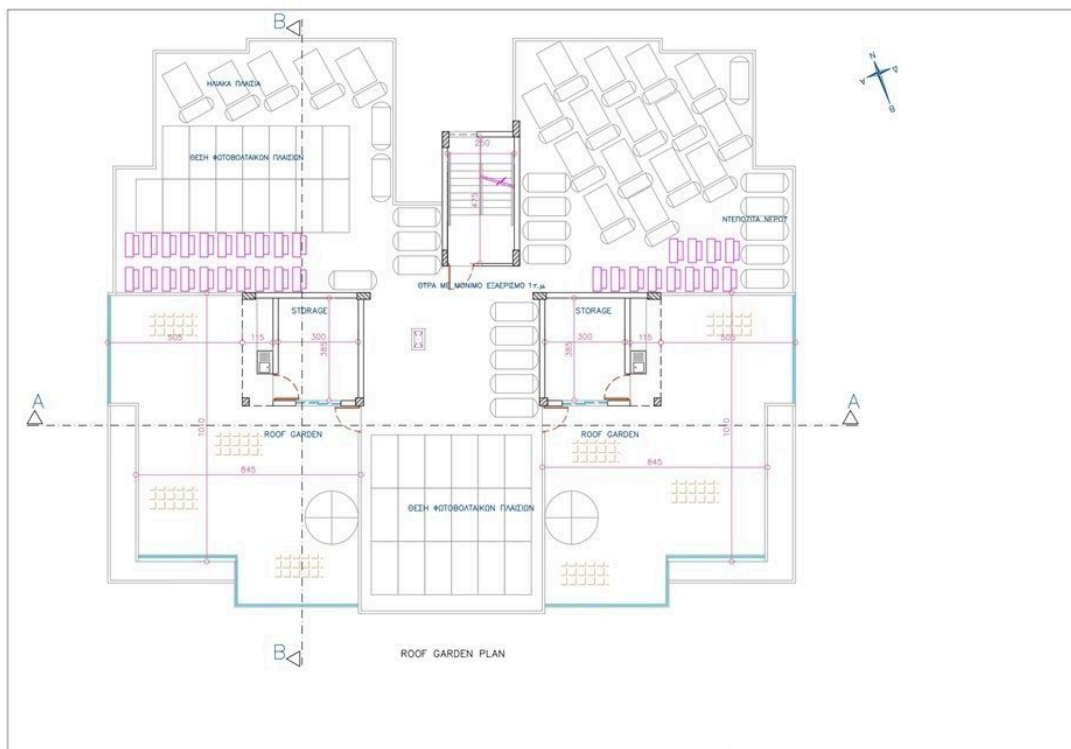 B
N
Δ
A
B
ΗΛΙΑΚΑ ΠΛΑΙΣΙΑ
250
ΘΕΣΗ ΦΩΤΟΒΟΛΤΑΙΚΩΝ ΠΛΑΙΣΙΩΝ
475
ΝΤΕΠΟΖΙΤΑ ΝΕΡΟΥ
ΘΥΡΑ ΜΕ ΜΟΝΙΜΟ ΕΞΑΕΡΙΣΜΟ 1τ.μ
STORAGE
STORAGE
505
115
300
385
385
300
115
505
A
A
1010
ROOF GARDEN
ROOF GARDEN
1010
845
845
ΘΕΣΗ ΦΩΤΟΒΟΛΤΑΙΚΩΝ ΠΛΑΙΣΙΩΝ
B
ROOF GARDEN PLAN